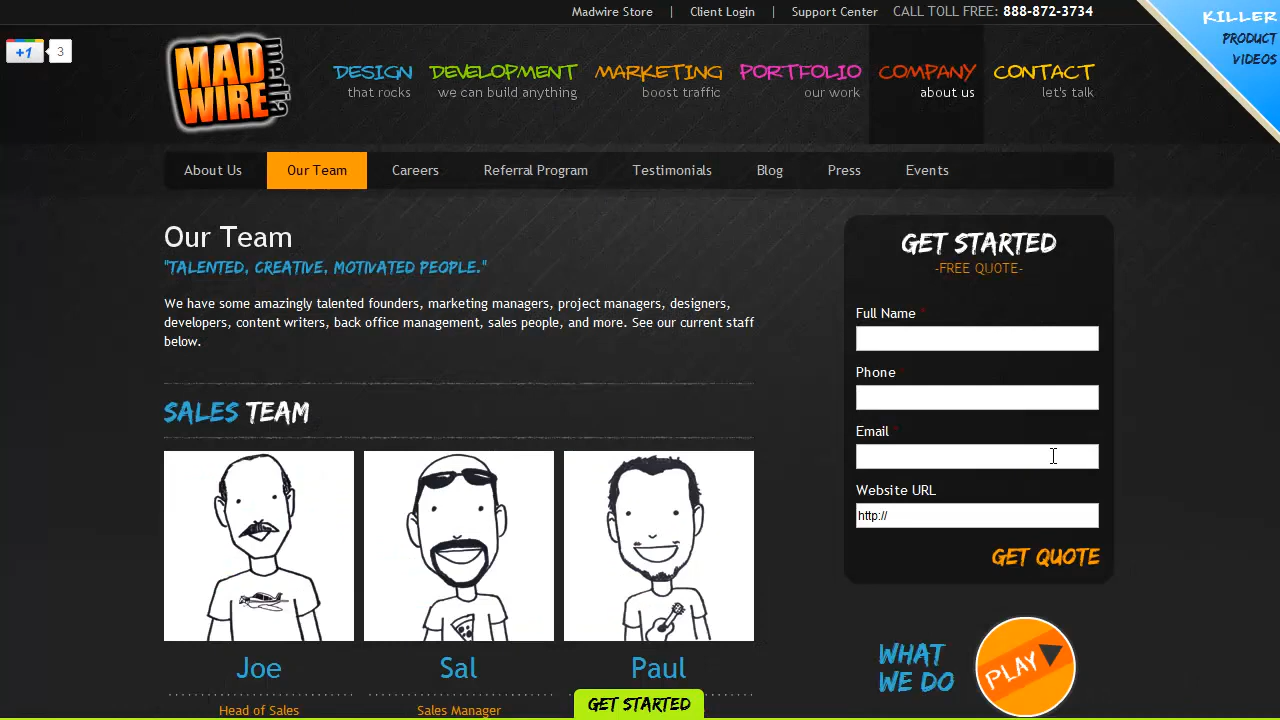 Madwire Store | Client Login | Support Center CALL TOLL FREE: 888-872-3734
KILLER
PRODUCT
VIDEOS
+1 3
MAD
WIRE
media
DESIGN DEVELOPMENT MARKETING PORTFOLIO COMPANY CONTACT
that rocks we can build anything boost traffic our work about us let's talk
About Us Our Team Careers Referral Program Testimonials Blog Press Events
Our Team
"TALENTED, CREATIVE, MOTIVATED PEOPLE."
We have some amazingly talented founders, marketing managers, project managers, designers,
developers, content writers, back office management, sales people, and more. See our current staff
below.
SALES TEAM
Joe Sal Paul
Head of Sales Sales Manager
GET STARTED
GET STARTED
-FREE QUOTE-
Full Name *
Phone *
Email *
Website URL
http://
GET QUOTE
WHAT
WE DO
PLAY